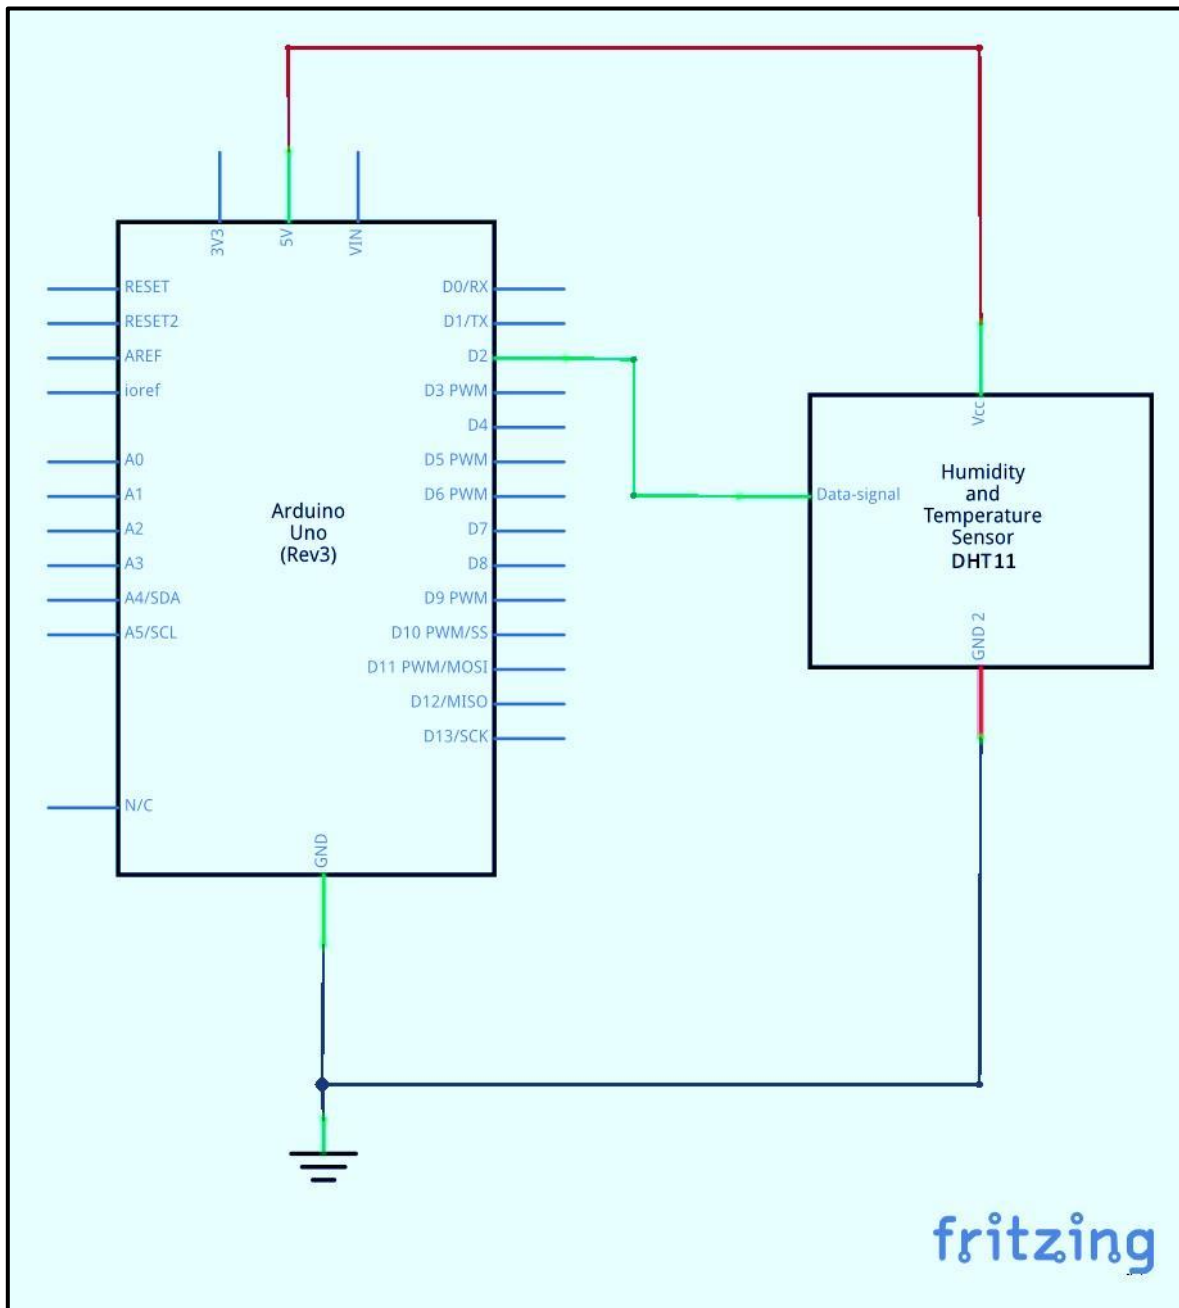 3V3
5V
VIN
RESET
RESET2
AREF
ioref
A0
A1
A2
A3
A4/SDA
A5/SCL
N/C
D0/RX
D1/TX
D2
D3 PWM
D4
D5 PWM
D6 PWM
D7
D8
D9 PWM
D10 PWM/SS
D11 PWM/MOSI
D12/MISO
D13/SCK
Arduino
Uno
(Rev3)
GND
Vcc
Data-signal
Humidity
and
Temperature
Sensor
DHT11
GND 2
fritzing